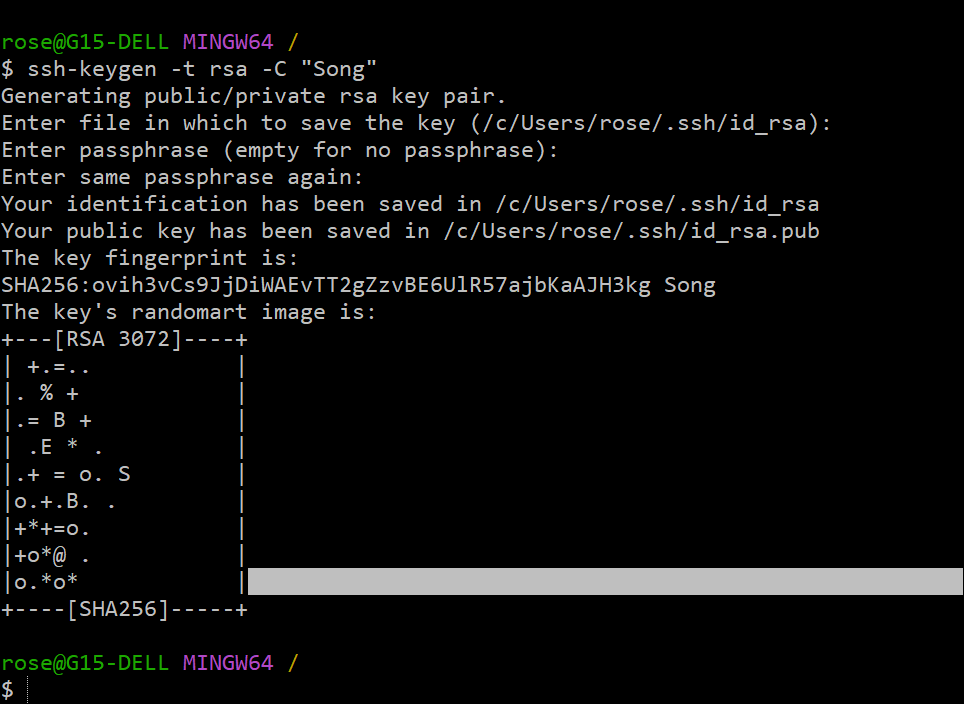 rose@G15-DELL MINGW64 /
$ ssh-keygen -t rsa -C "Song"
Generating public/private rsa key pair.
Enter file in which to save the key (/c/Users/rose/.ssh/id_rsa):
Enter passphrase (empty for no passphrase):
Enter same passphrase again:
Your identification has been saved in /c/Users/rose/.ssh/id_rsa
Your public key has been saved in /c/Users/rose/.ssh/id_rsa.pub
The key fingerprint is:
SHA256:ovih3vCs9JjDiWAEvTT2gZzvBE6UlR57ajbKaAJH3kg Song
The key's randomart image is:
+---[RSA 3072]----+
| +.=..           |
|. % +            |
|.= B +           |
| .E * .          |
|.+ = o. S        |
|o.+.B. .         |
|+*+=o.           |
|+o*@ .           |
|o.*o*            |
+----[SHA256]-----+
rose@G15-DELL MINGW64 /
$